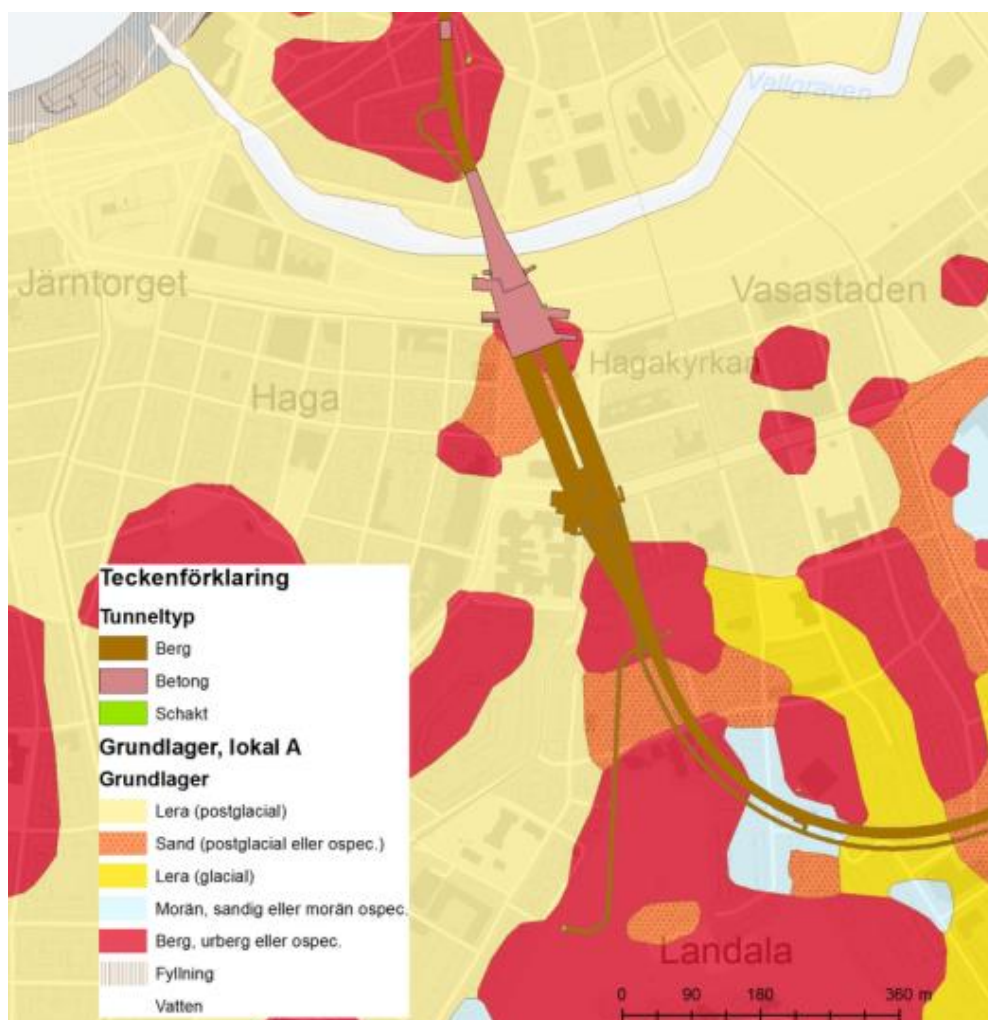 Vallgraven
Järntorget
Vasastaden
Haga
Hagakyrkan
Teckenförklaring
Tunneltyp
Berg
Betong
Schakt
Grundlager, lokal A
Grundlager
Lera (postglacial)
Sand (postglacial eller ospec.)
Lera (glacial)
Morän, sandig eller morän ospec.
Berg, urberg eller ospec.
Fyllning
Vatten
Landala
0 90 180 360 m